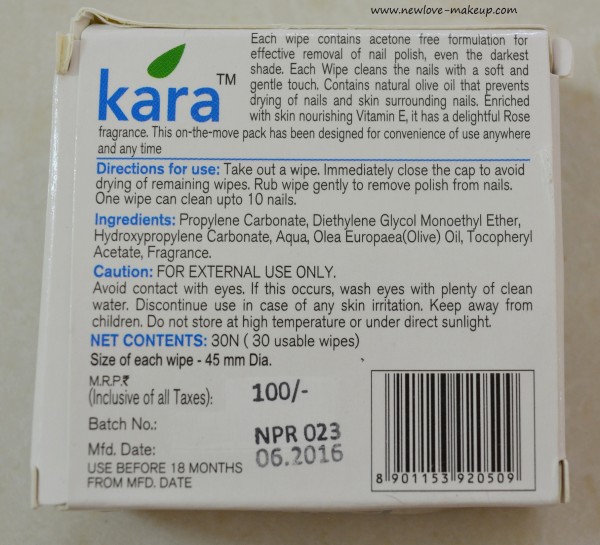 www.newlove-makeup.com
kara™
Each wipe contains acetone free formulation for
effective removal of nail polish, even the darkest
shade. Each Wipe cleans the nails with a soft and
gentle touch. Contains natural olive oil that prevents
drying of nails and skin surrounding nails. Enriched
with skin nourishing Vitamin E, it has a delightful Rose
fragrance. This on-the-move pack has been designed for convenience of use anywhere
and any time
Directions for use: Take out a wipe. Immediately close the cap to avoid
drying of remaining wipes. Rub wipe gently to remove polish from nails.
One wipe can clean upto 10 nails.
Ingredients: Propylene Carbonate, Diethylene Glycol Monoethyl Ether,
Hydroxypropylene Carbonate, Aqua, Olea Europaea(Olive) Oil, Tocopheryl
Acetate, Fragrance.
Caution: FOR EXTERNAL USE ONLY.
Avoid contact with eyes. If this occurs, wash eyes with plenty of clean
water. Discontinue use in case of any skin irritation. Keep away from
children. Do not store at high temperature or under direct sunlight.
NET CONTENTS: 30N ( 30 usable wipes)
Size of each wipe - 45 mm Dia.
M.R.P.₹
(Inclusive of all Taxes): 100/-
Batch No.: NPR 023
Mfd. Date: 06.2016
USE BEFORE 18 MONTHS
FROM MFD. DATE
8 901153 920509